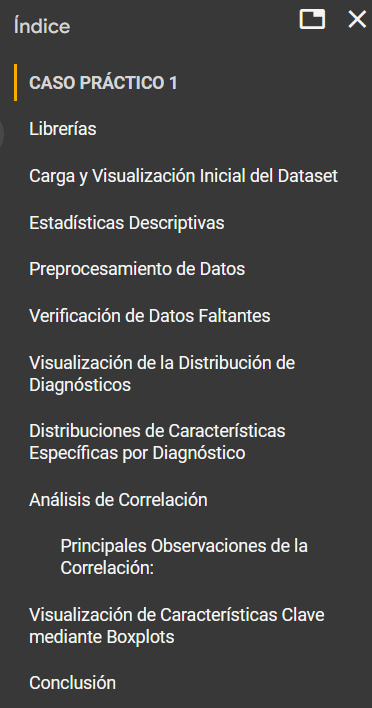 Índice
CASO PRÁCTICO 1
Librerías
Carga y Visualización Inicial del Dataset
Estadísticas Descriptivas
Preprocesamiento de Datos
Verificación de Datos Faltantes
Visualización de la Distribución de
Diagnósticos
Distribuciones de Características
Específicas por Diagnóstico
Análisis de Correlación
Principales Observaciones de la
Correlación:
Visualización de Características Clave
mediante Boxplots
Conclusión